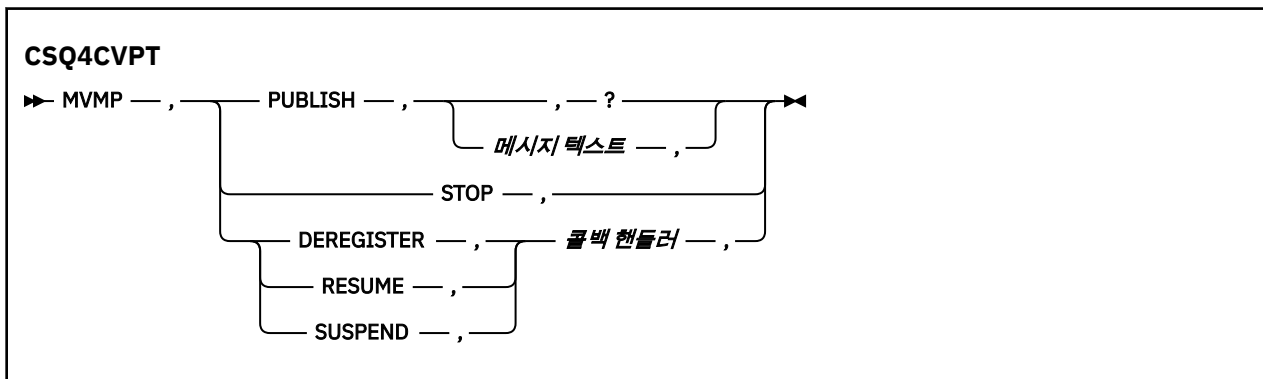 CSQ4CVPT
MVMP , PUBLISH , , ?
메시지 텍스트 ,
STOP ,
DEREGISTER , 콜백 핸들러 ,
RESUME ,
SUSPEND ,